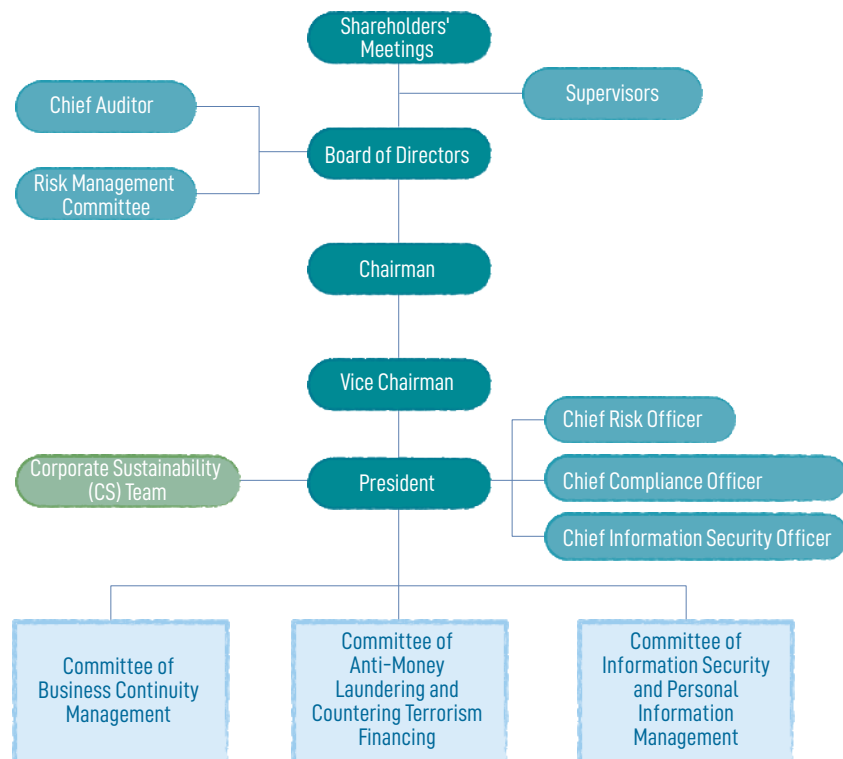 Shareholders'
Meetings
Supervisors
Chief Auditor
Board of Directors
Risk Management
Committee
Chairman
Vice Chairman
Chief Risk Officer
Corporate Sustainability
(CS) Team
President
Chief Compliance Officer
Chief Information Security Officer
Committee of
Business Continuity
Management
Committee of
Anti-Money
Laundering and
Countering Terrorism
Financing
Committee of
Information Security
and Personal
Information
Management